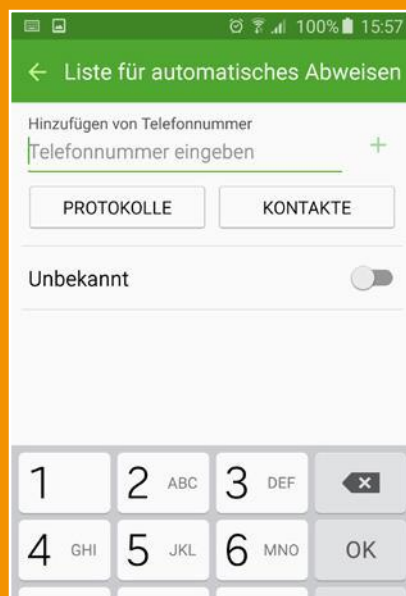 100% 15:57
Liste für automatisches Abweisen
Hinzufügen von Telefonnummer
Telefonnummer eingeben
PROTOKOLLE KONTAKTE
Unbekannt
1 2 ABC 3 DEF
4 GHI 5 JKL 6 MNO OK